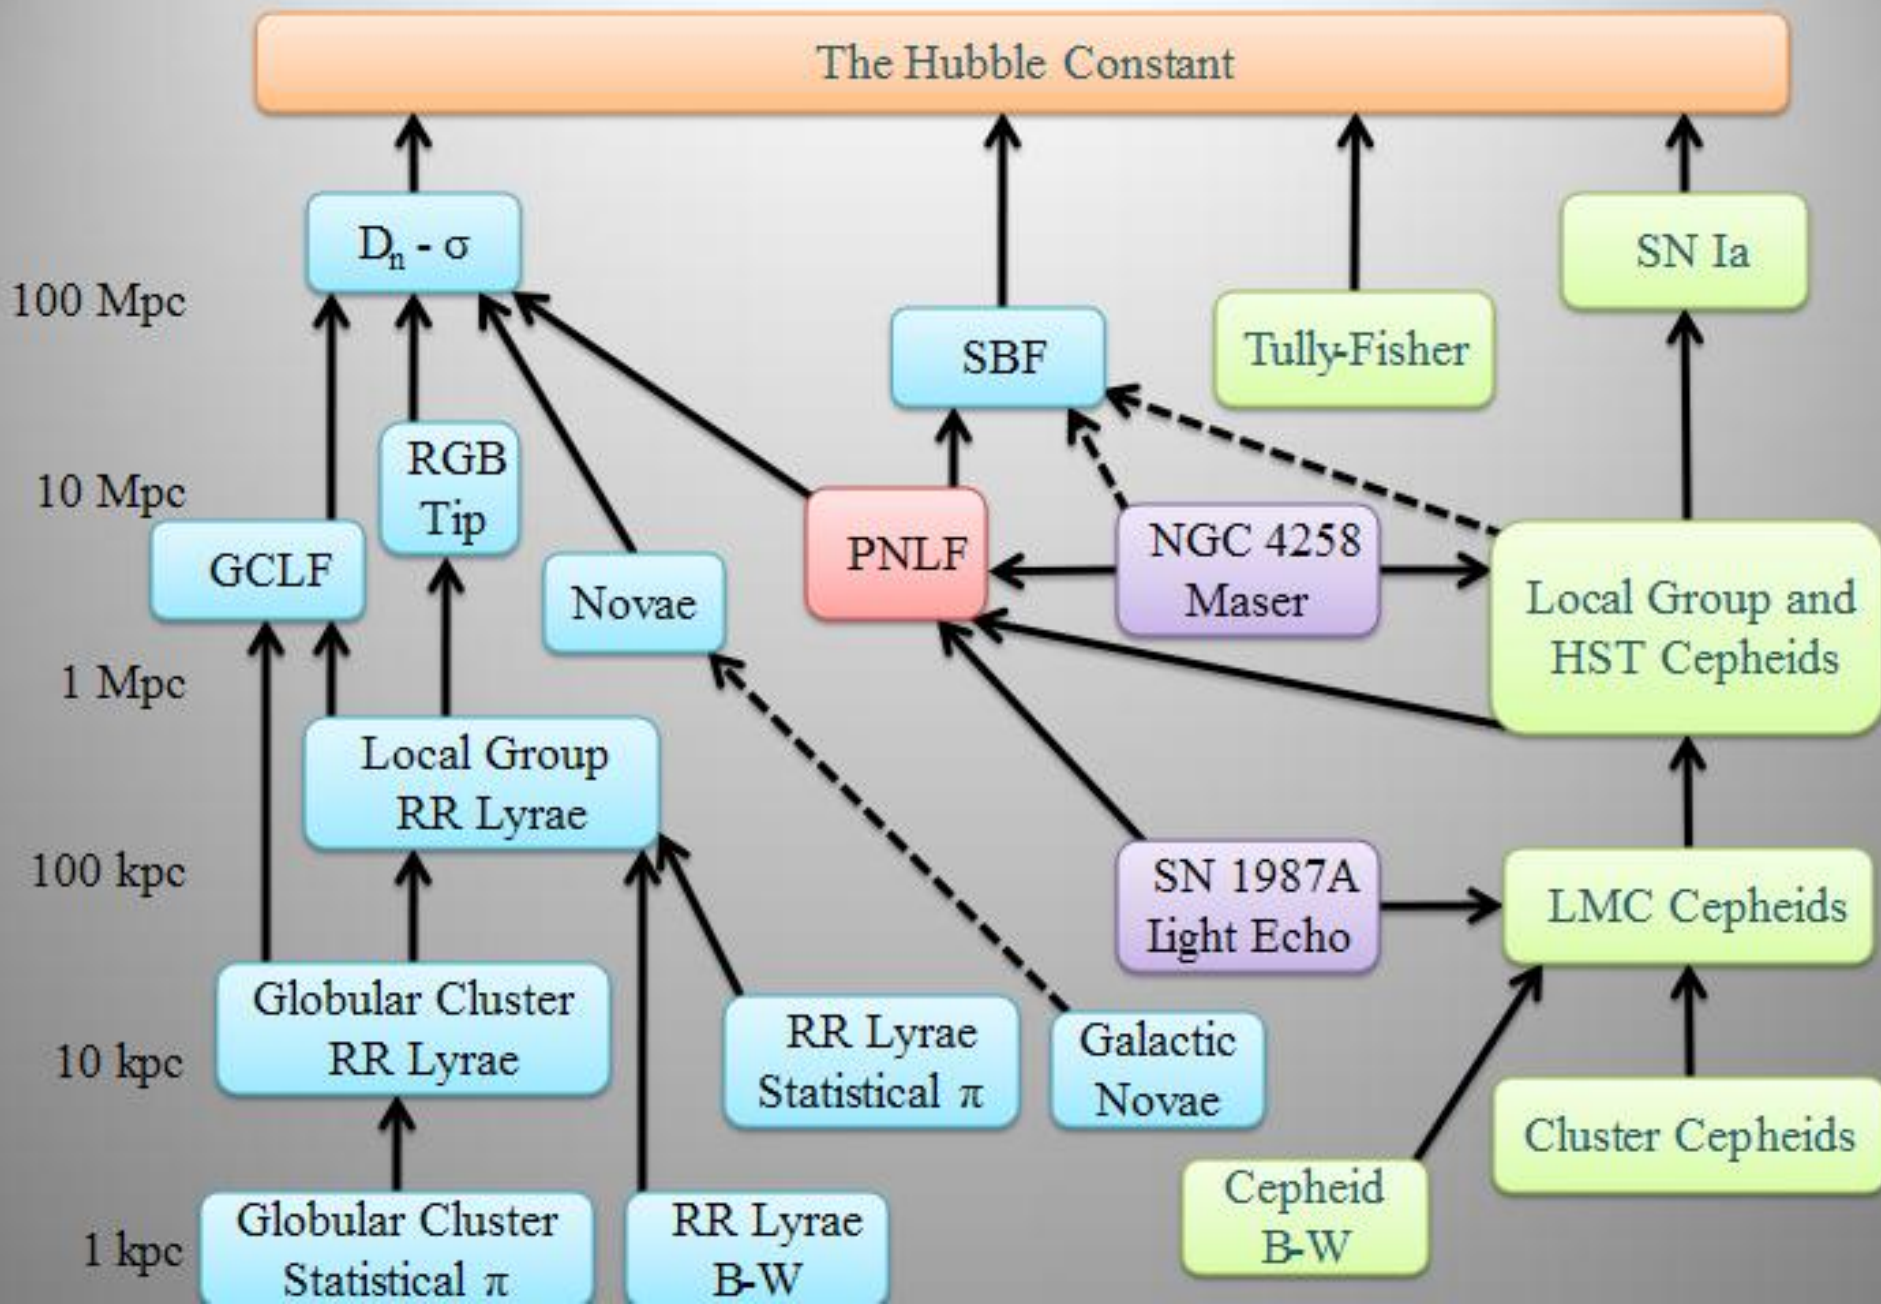 The Hubble Constant
Dₙ - σ
SN Ia
100 Mpc
SBF
Tully-Fisher
RGB
Tip
10 Mpc
GCLF
Novae
PNLF
NGC 4258
Maser
Local Group and
HST Cepheids
1 Mpc
Local Group
RR Lyrae
100 kpc
SN 1987A
Light Echo
LMC Cepheids
Globular Cluster
RR Lyrae
10 kpc
RR Lyrae
Statistical π
Galactic
Novae
Cluster Cepheids
Cepheid
B-W
1 kpc
Globular Cluster
Statistical π
RR Lyrae
B-W